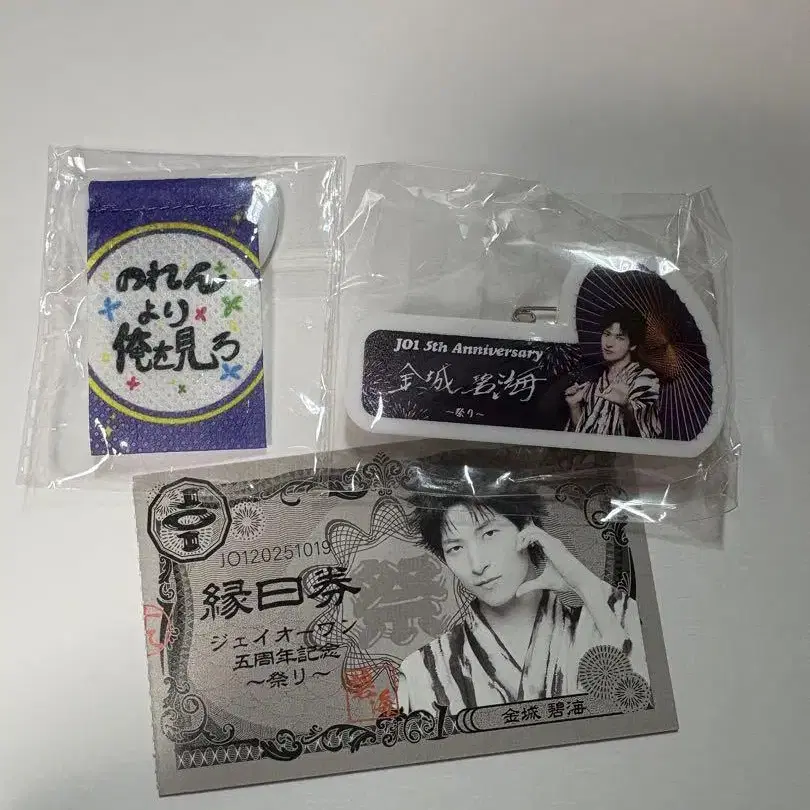 のれん
より
俺を見ろ
JO1 5th Anniversary
金城 碧海
～祭り～
JO120251019
縁日券
祭
ジェイオーワン
五周年記念
～祭り～
金城 碧海